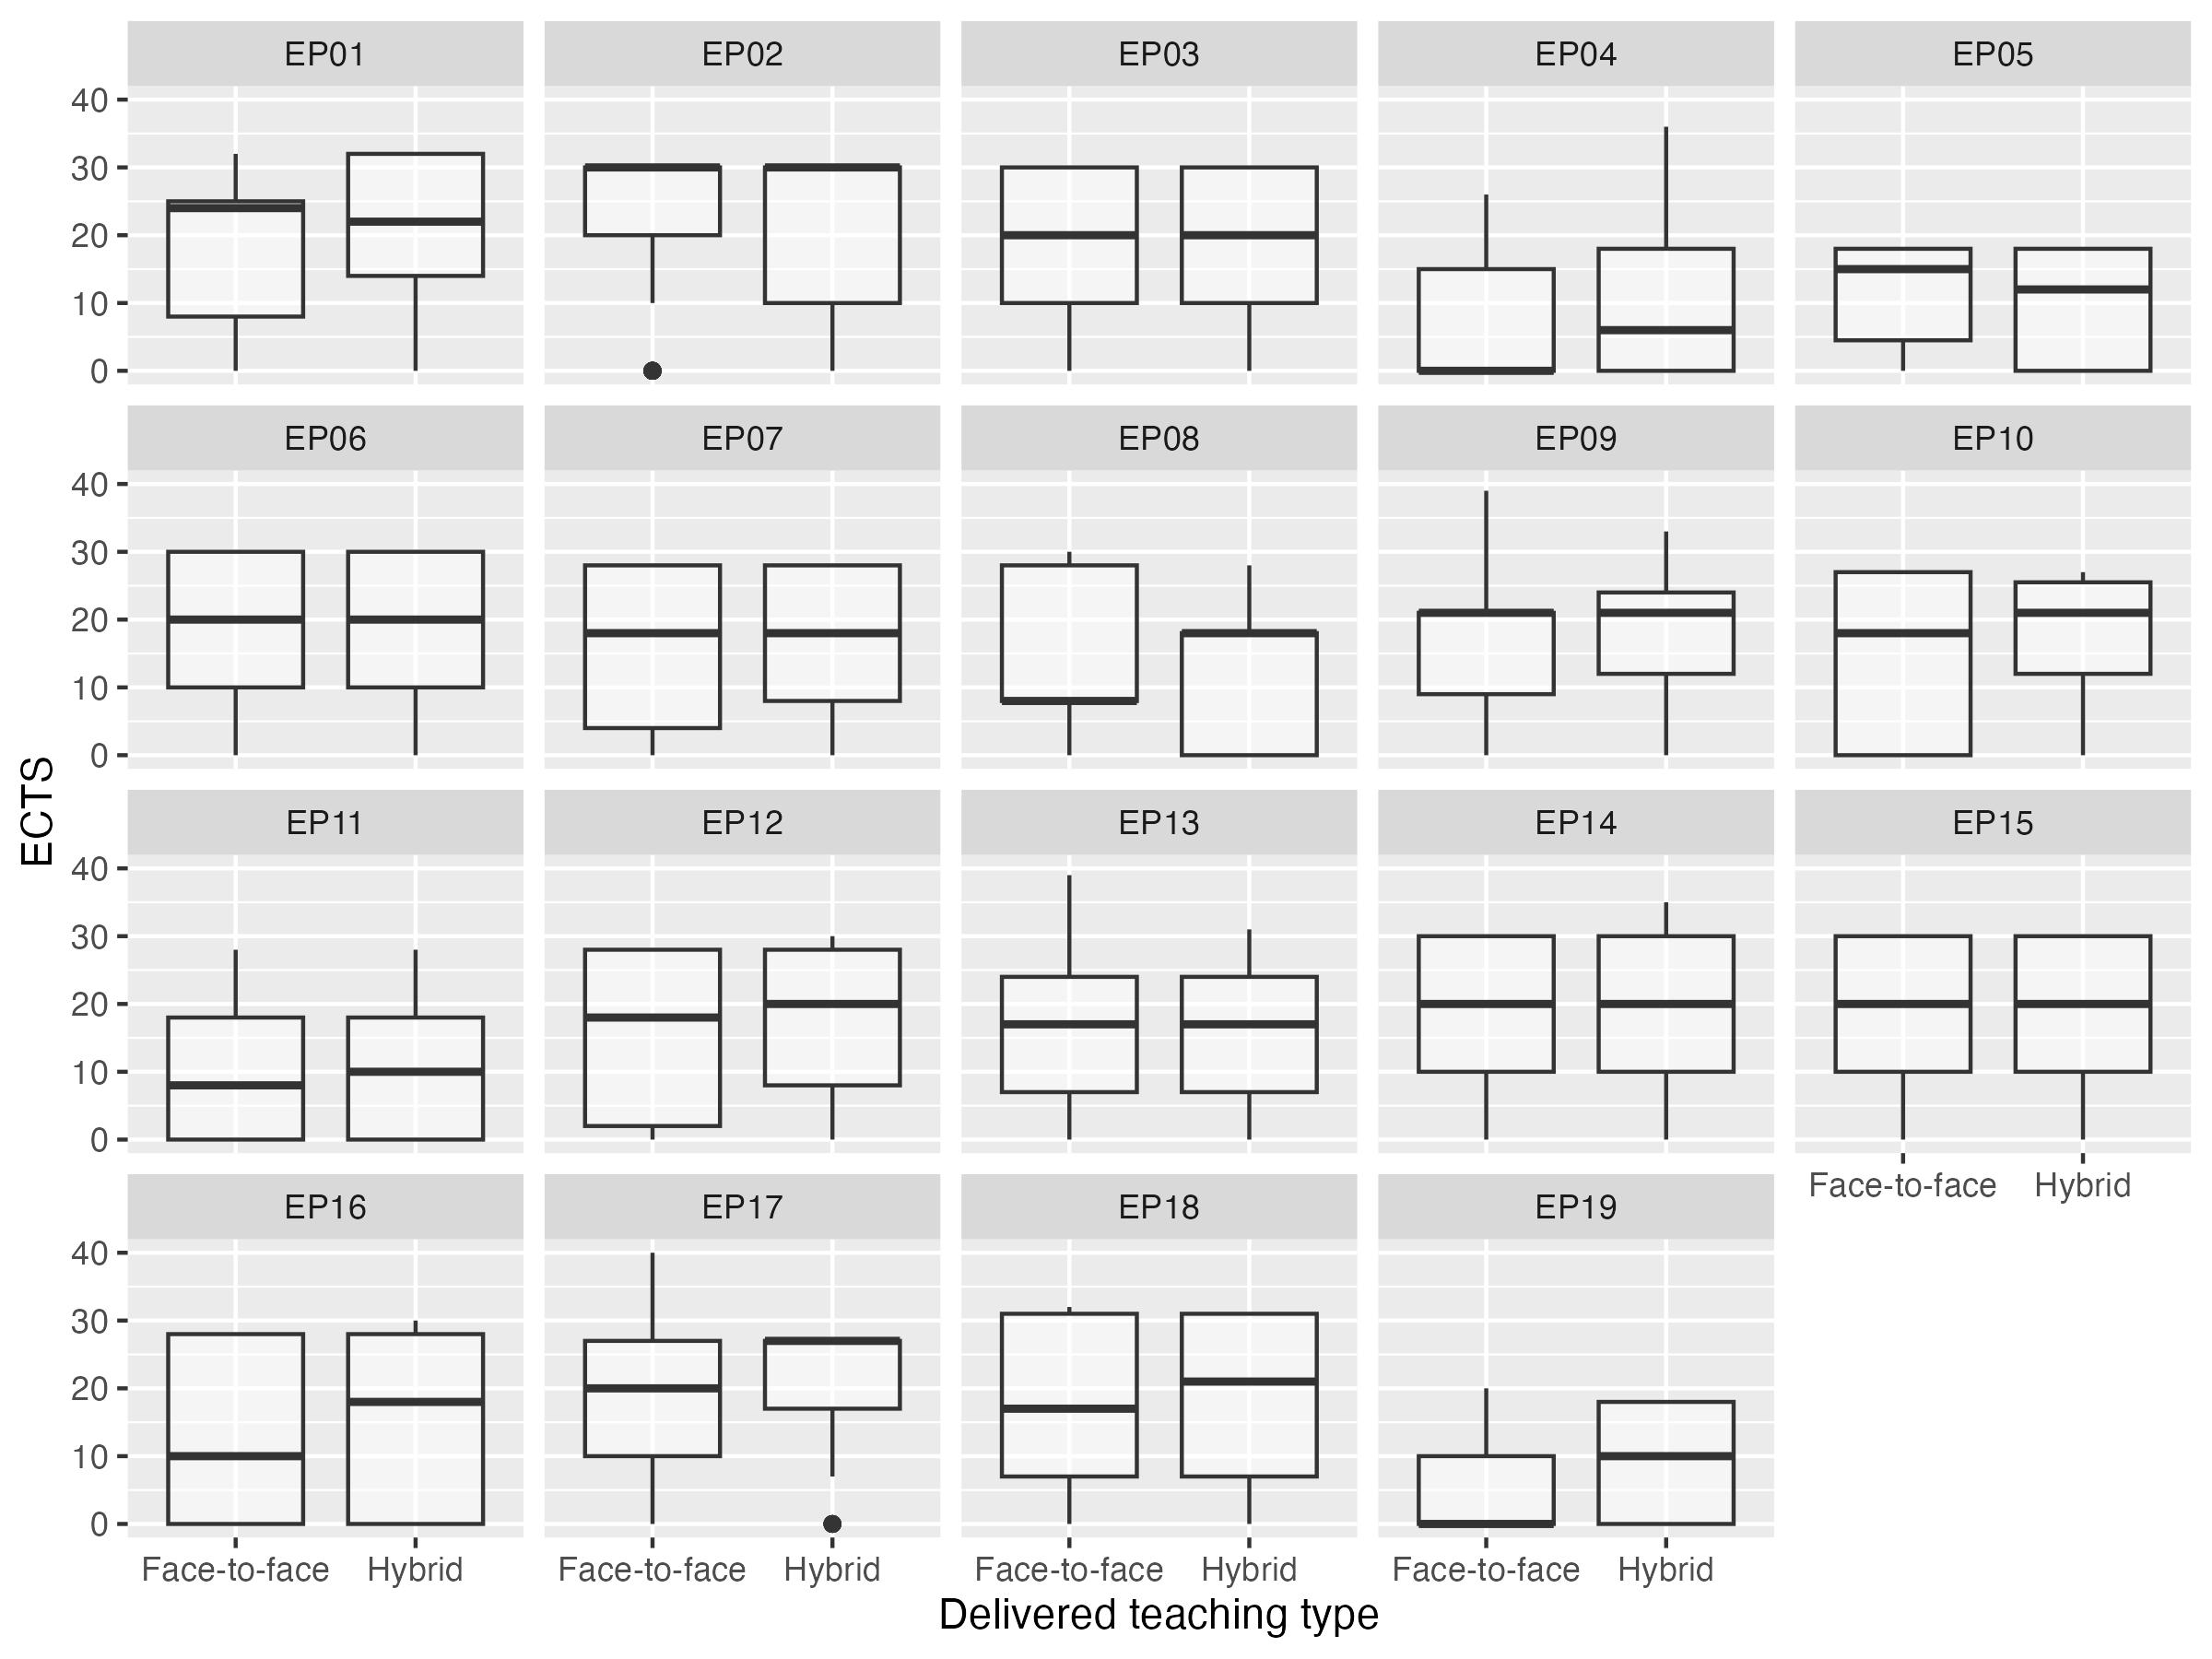 EP01 EP02 EP03 EP04 EP05
40
30
20
10
0
EP06 EP07 EP08 EP09 EP10
40
30
20
10
0
ECTS
EP11 EP12 EP13 EP14 EP15
40
30
20
10
0
Face-to-face Hybrid
EP16 EP17 EP18 EP19
40
30
20
10
0
Face-to-face Hybrid Face-to-face Hybrid Face-to-face Hybrid Face-to-face Hybrid
Delivered teaching type